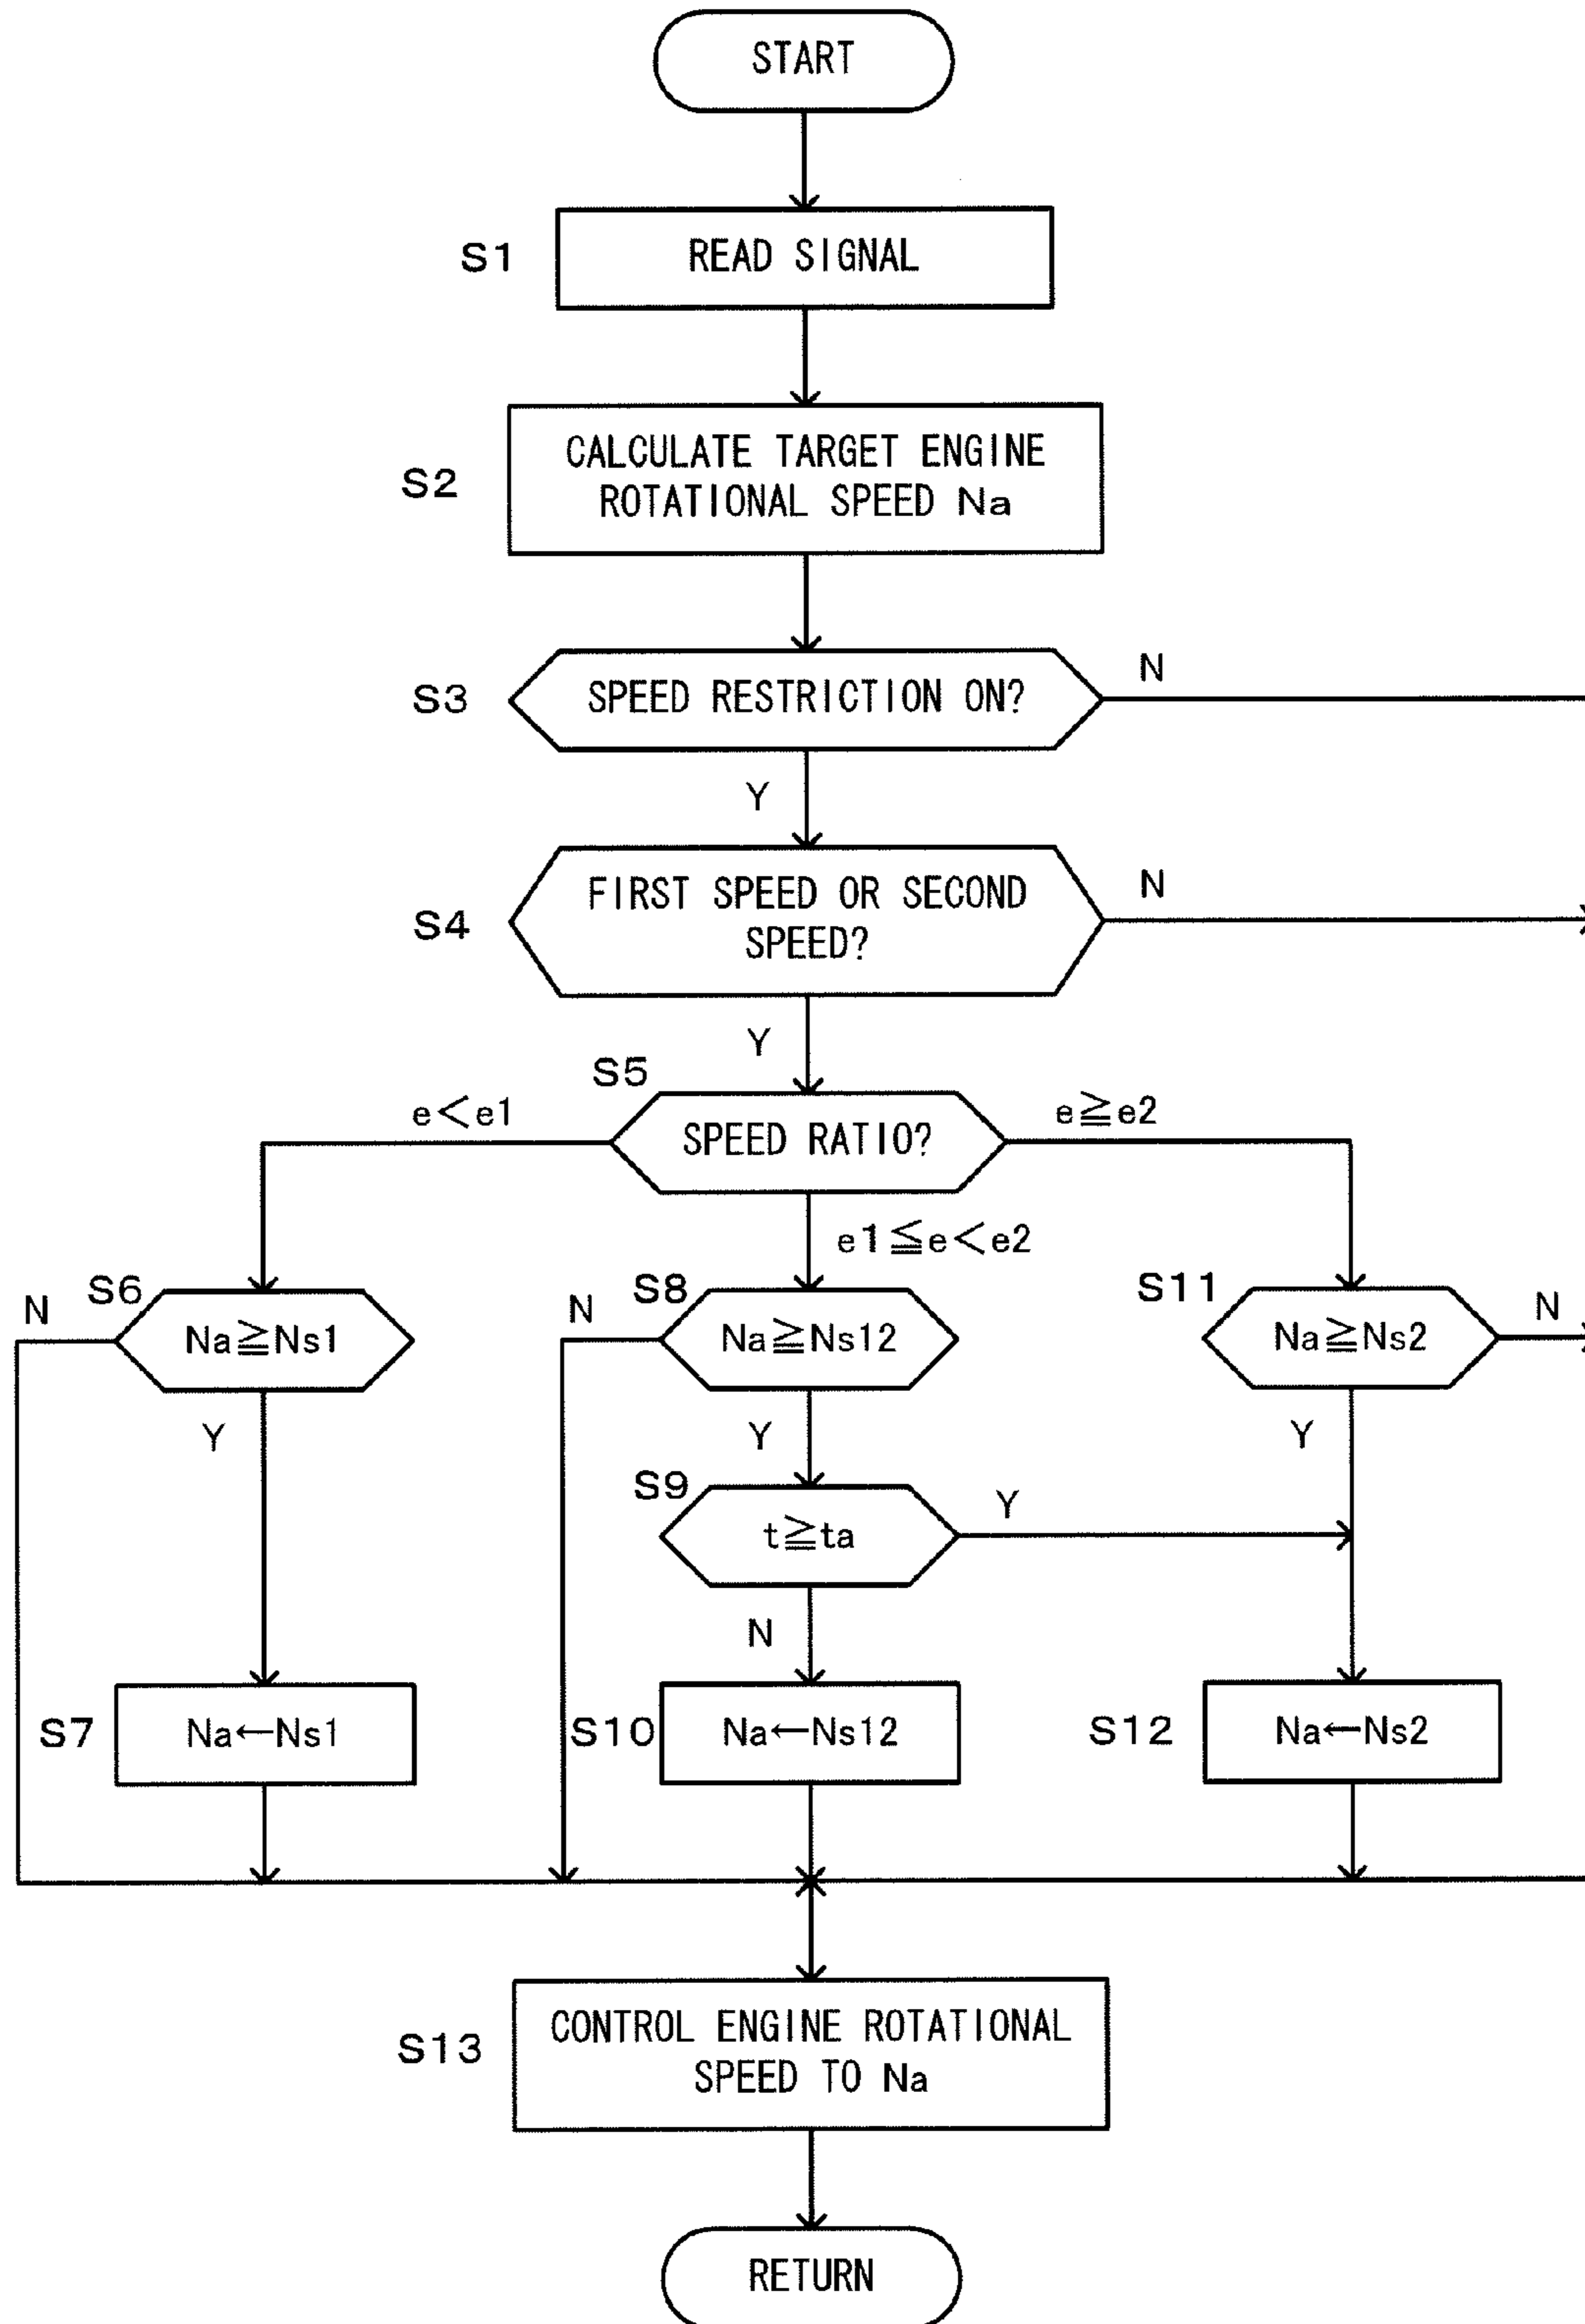 START
S1
READ SIGNAL
S2
CALCULATE TARGET ENGINE
ROTATIONAL SPEED Na
S3
SPEED RESTRICTION ON?
N
Y
S4
FIRST SPEED OR SECOND
SPEED?
N
Y
S5
SPEED RATIO?
e<e1
e≧e2
e1≦e<e2
S6
N
Na≧Ns1
Y
S8
N
Na≧Ns12
Y
S11
Na≧Ns2
N
Y
S9
t≧ta
Y
N
S7
Na←Ns1
S10
Na←Ns12
S12
Na←Ns2
S13
CONTROL ENGINE ROTATIONAL
SPEED TO Na
RETURN